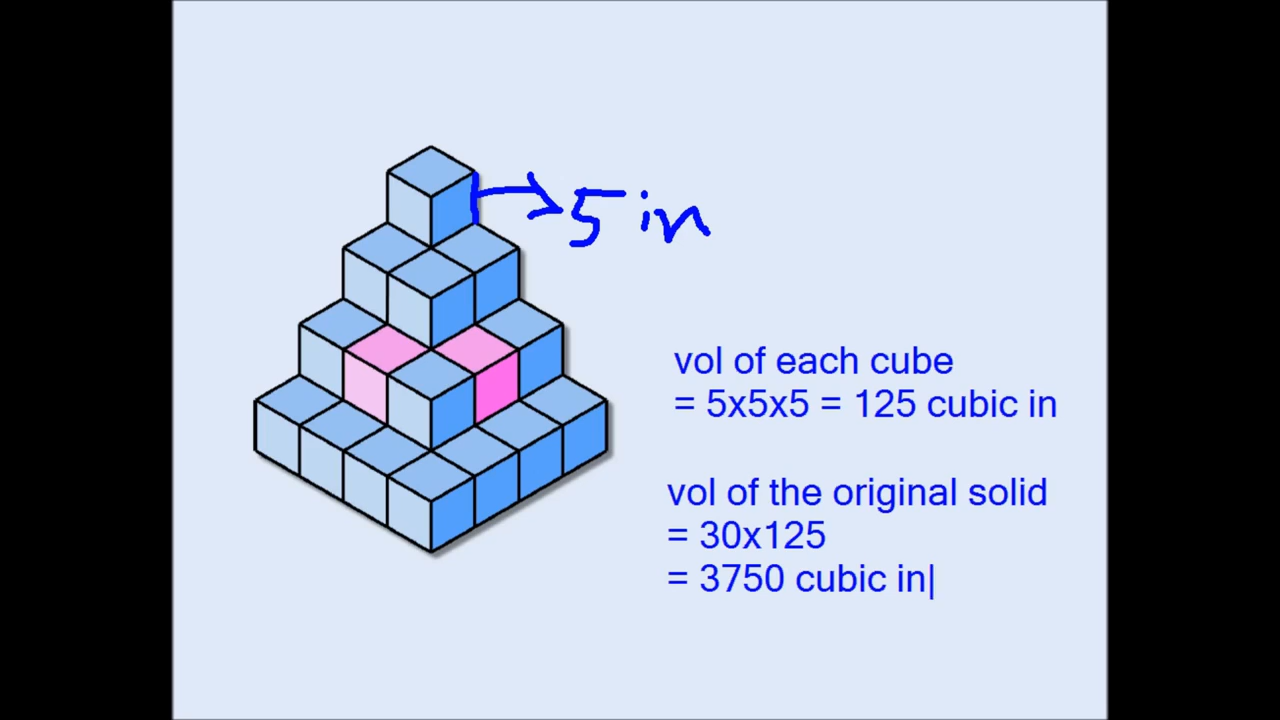 5 in
vol of each cube
= 5x5x5 = 125 cubic in
vol of the original solid
= 30x125
= 3750 cubic in